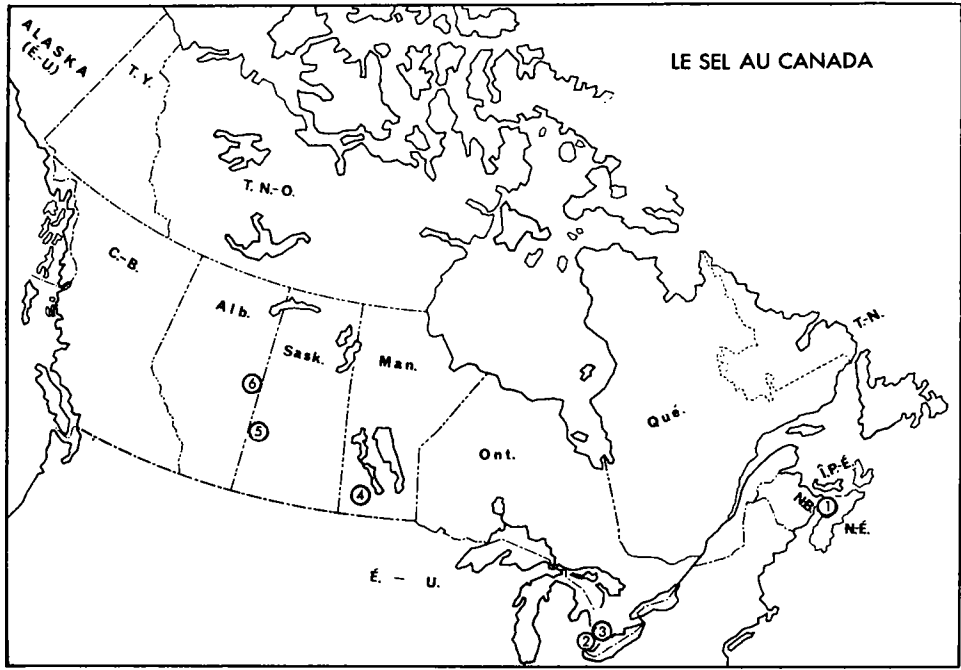 LE SEL AU CANADA
ALASKA
(É.-U.)
T. Y.
T. N.-O.
C.-B.
Alb.
Sask.
Man.
T.-N.
6
5
Qué.
Ont.
4
Î.P.-É.
N.-B.
1
N.-É.
É. - U.
2
3